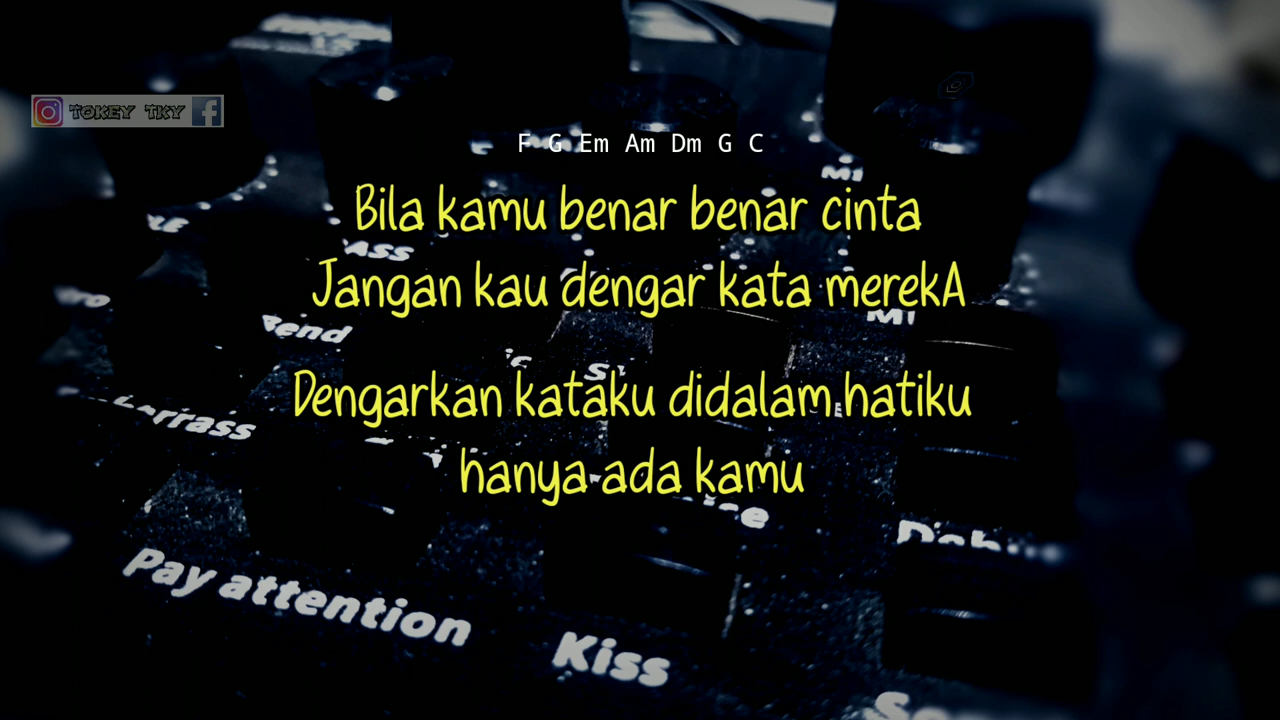 TOKEY TKY
F G Em Am Dm G C
Bila kamu benar benar cinta
Jangan kau dengar kata merekA
Dengarkan kataku didalam hatiku
hanya ada kamu
Pay attention
Kiss